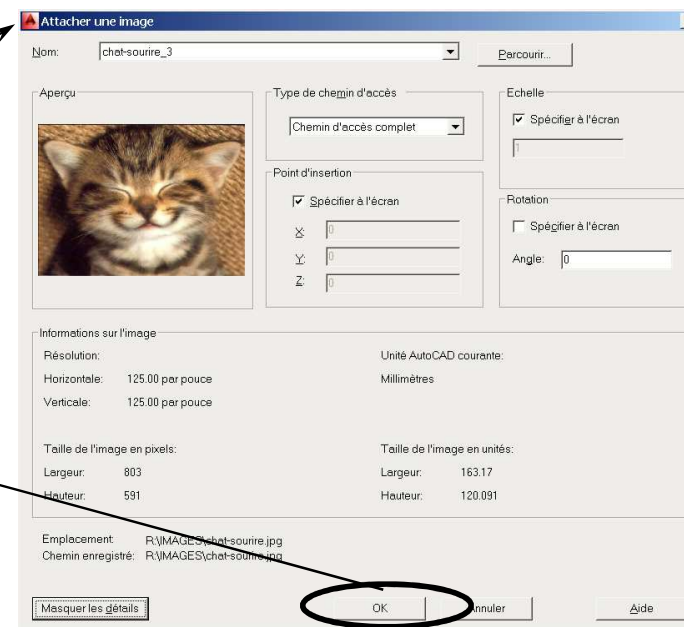 Attacher une image
Nom: chat-sourire_3 Parcourir...
Aperçu Type de chemin d'accès Echelle
Chemin d'accès complet Spécifier à l'écran
1
Point d'insertion
Spécifier à l'écran Rotation
X: 0 Spécifier à l'écran
Y: 0 Angle: 0
Z: 0
Informations sur l'image
Résolution: Unité AutoCAD courante:
Horizontale: 125.00 par pouce Millimètres
Verticale: 125.00 par pouce
Taille de l'image en pixels: Taille de l'image en unités:
Largeur: 803 Largeur: 163.17
Hauteur: 591 Hauteur: 120.091
Emplacement: R:\IMAGES\chat-sourire.jpg
Chemin enregistré: R:\IMAGES\chat-sourire.jpg
Masquer les détails OK Annuler Aide